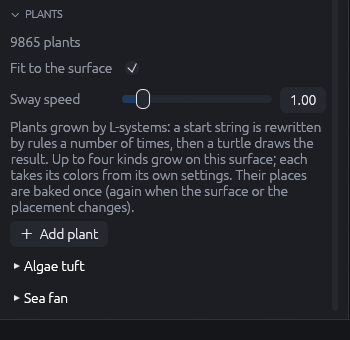 PLANTS
9865 plants
Fit to the surface
Sway speed 1.00
Plants grown by L-systems: a start string is rewritten
by rules a number of times, then a turtle draws the
result. Up to four kinds grow on this surface; each
takes its colors from its own settings. Their places
are baked once (again when the surface or the
placement changes).
+ Add plant
Algae tuft
Sea fan